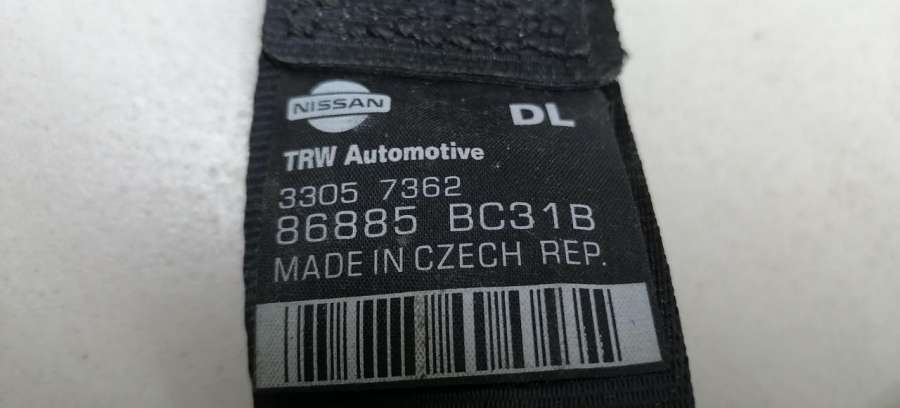 NISSAN DL
TRW Automotive
3305 7362
86885 BC31B
MADE IN CZECH REP.